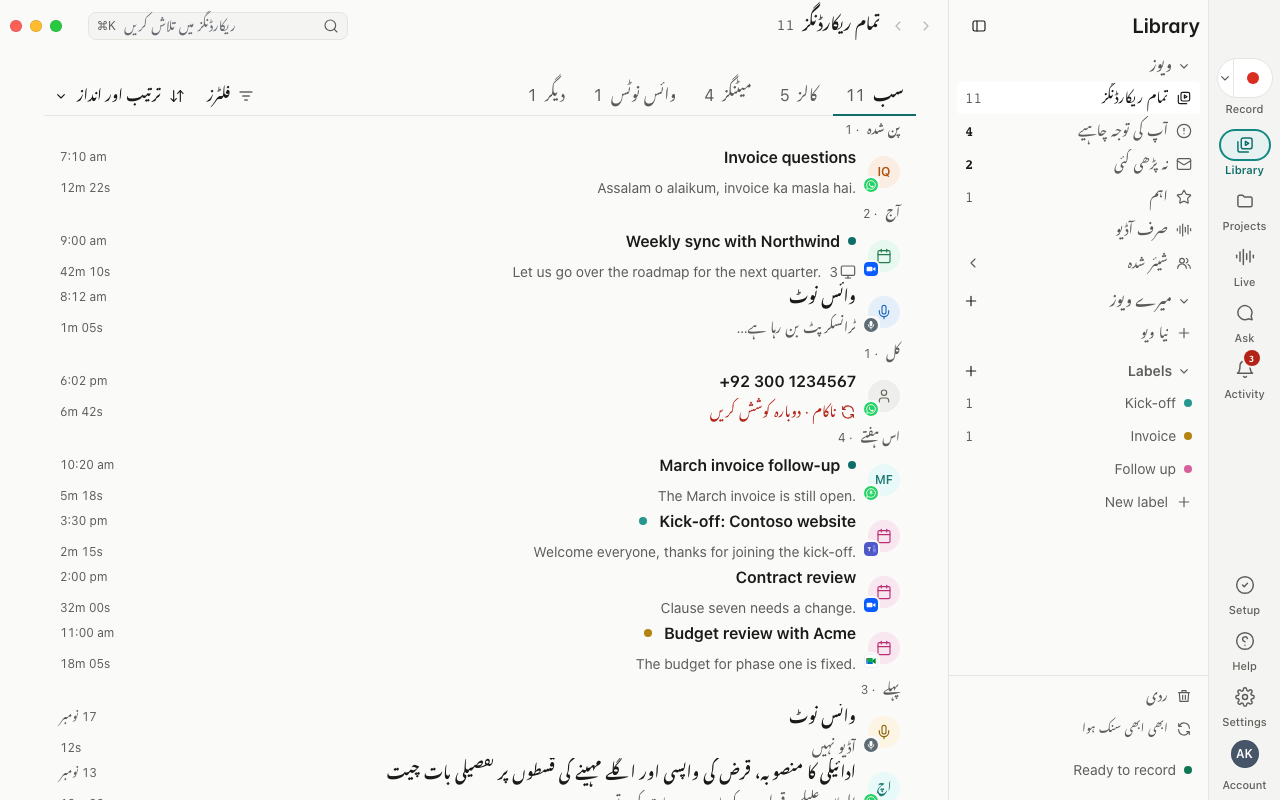 Record
Library
Projects
Live
Ask
3
Activity
Setup
Help
Settings
AK
Account
Library
ویوز
تمام ریکارڈنگز 11
آپ کی توجہ چاہیے 4
نہ پڑھی گئی 2
اہم 1
صرف آڈیو
شیئر شدہ
میرے ویوز
نیا ویو
Labels
Kick-off 1
Invoice 1
Follow up
New label
ردی
ابھی ابھی سنک ہوا
Ready to record
تمام ریکارڈنگز 11
ریکارڈنگز میں تلاش کریں ⌘K
سب 11 کالز 5 میٹنگز 4 وائس نوٹس 1 دیگر 1
فلٹرز ترتیب اور انداز
پن شدہ · 1
IQ
Invoice questions 7:10 am
Assalam o alaikum, invoice ka masla hai. 12m 22s
آج · 2
Weekly sync with Northwind 9:00 am
3 Let us go over the roadmap for the next quarter. 42m 10s
وائس نوٹ 8:12 am
ٹرانسکرپٹ بن رہا ہے… 1m 05s
کل · 1
+92 300 1234567 6:02 pm
ناکام · دوبارہ کوشش کریں 6m 42s
اس ہفتے · 4
MF
March invoice follow-up 10:20 am
The March invoice is still open. 5m 18s
Kick-off: Contoso website 3:30 pm
Welcome everyone, thanks for joining the kick-off. 2m 15s
Contract review 2:00 pm
Clause seven needs a change. 32m 00s
Budget review with Acme 11:00 am
The budget for phase one is fixed. 18m 05s
پہلے · 3
وائس نوٹ 17 نومبر
آڈیو نہیں 12s
اچ
ادائیگی کا منصوبہ، قرض کی واپسی اور اگلے مہینے کی قسطوں پر تفصیلی بات چیت 13 نومبر